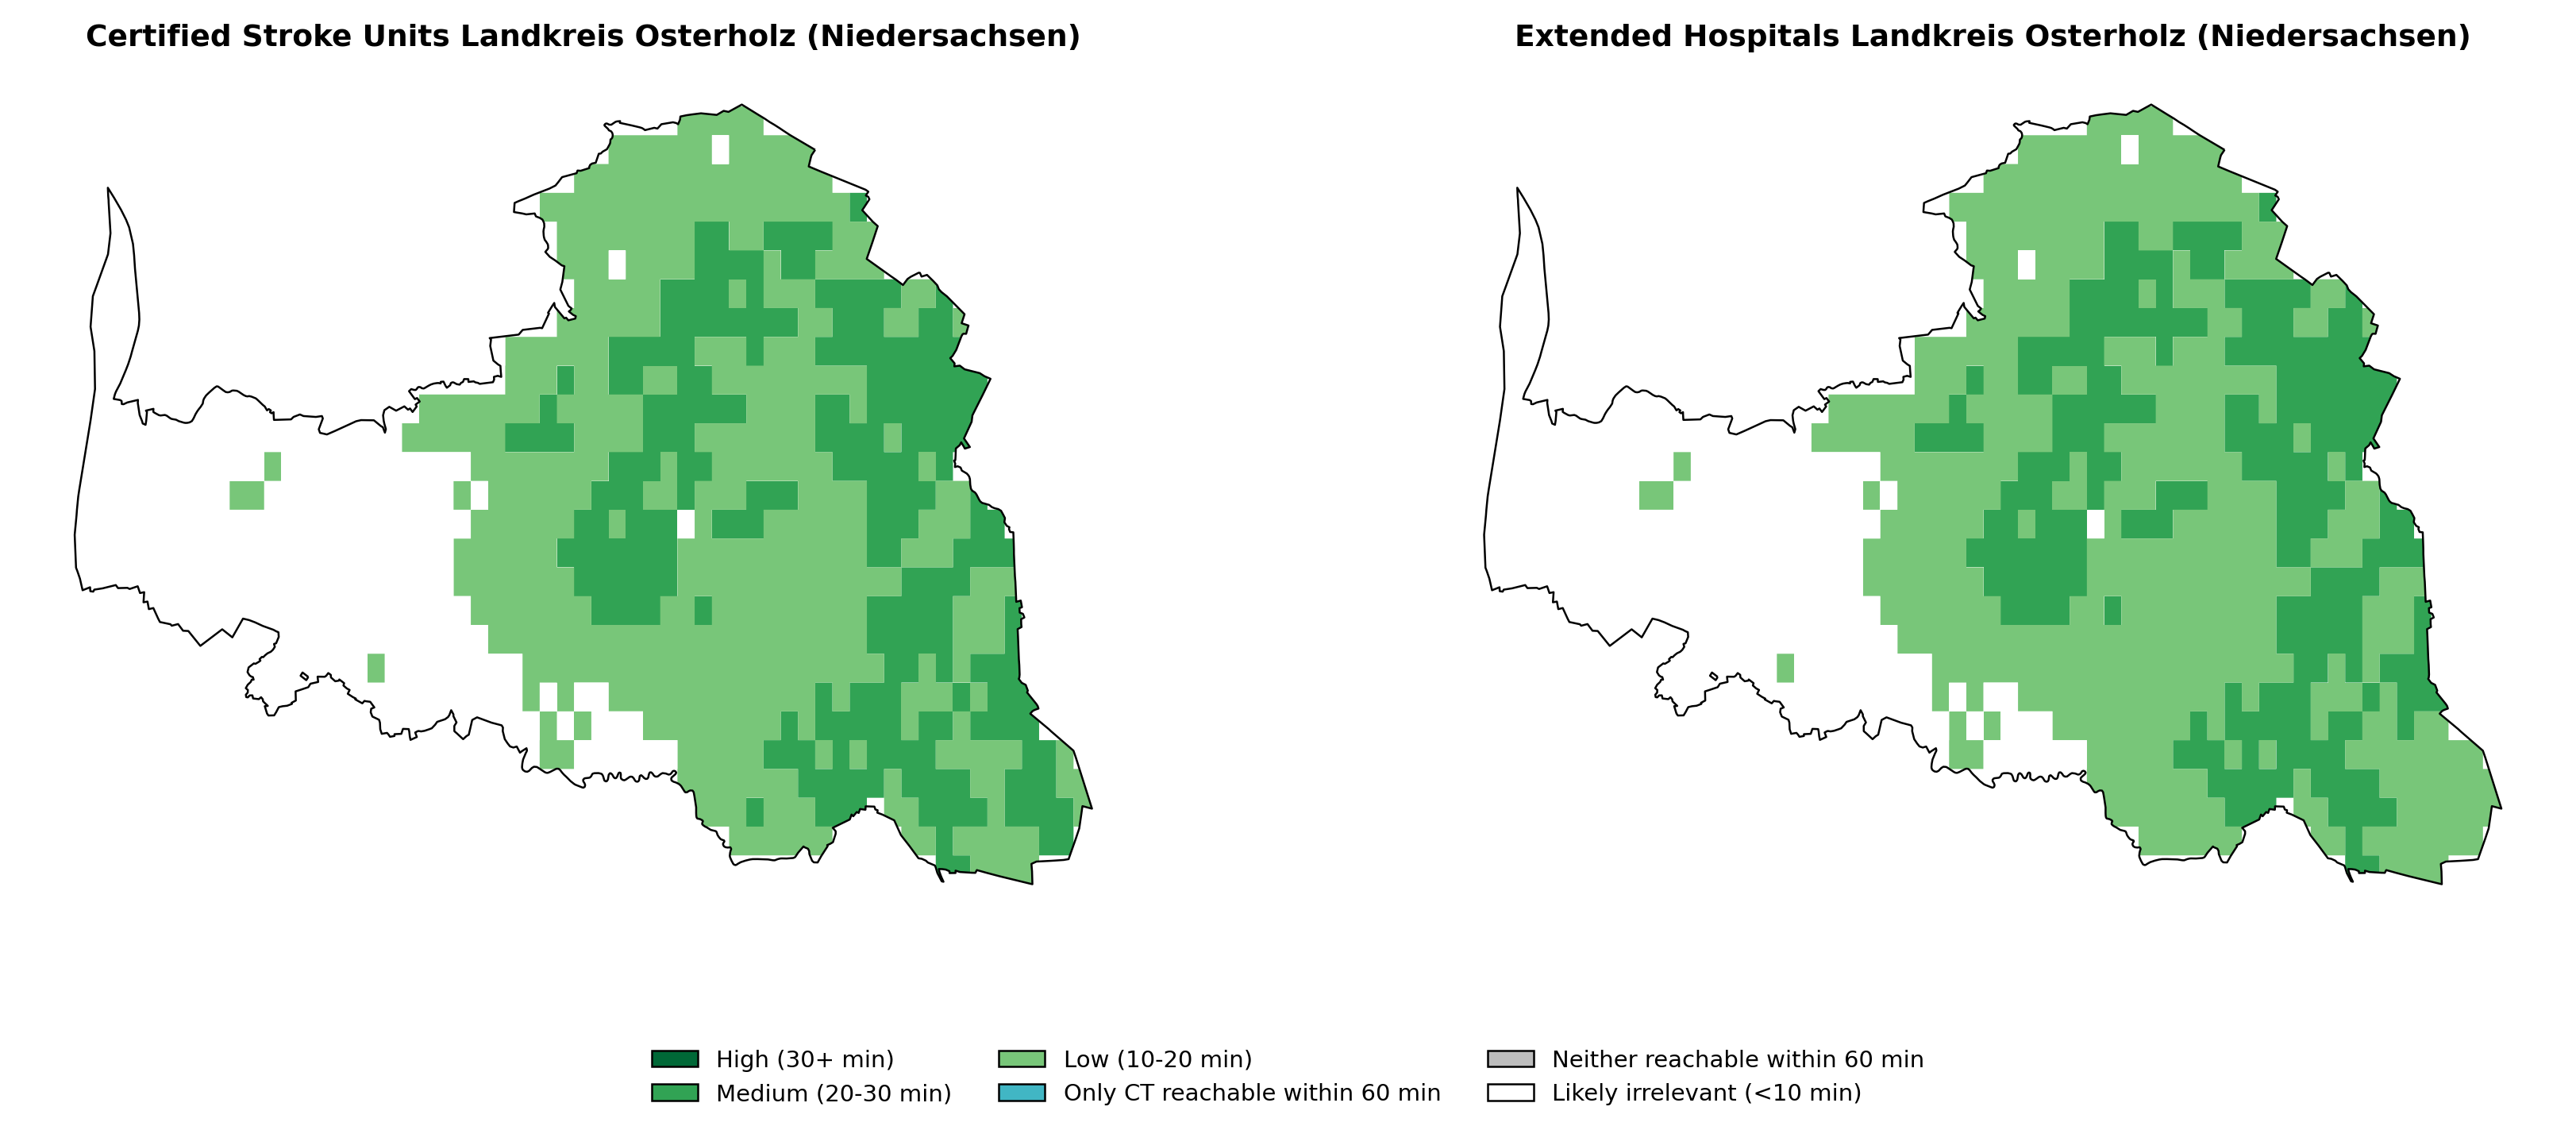 Certified Stroke Units Landkreis Osterholz (Niedersachsen)
Extended Hospitals Landkreis Osterholz (Niedersachsen)
High (30+ min)
Medium (20-30 min)
Low (10-20 min)
Only CT reachable within 60 min
Neither reachable within 60 min
Likely irrelevant (<10 min)